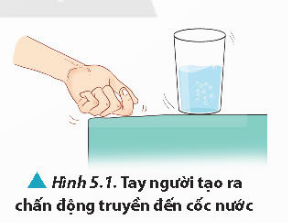 Hình 5.1. Tay người tạo ra
chấn động truyền đến cốc nước